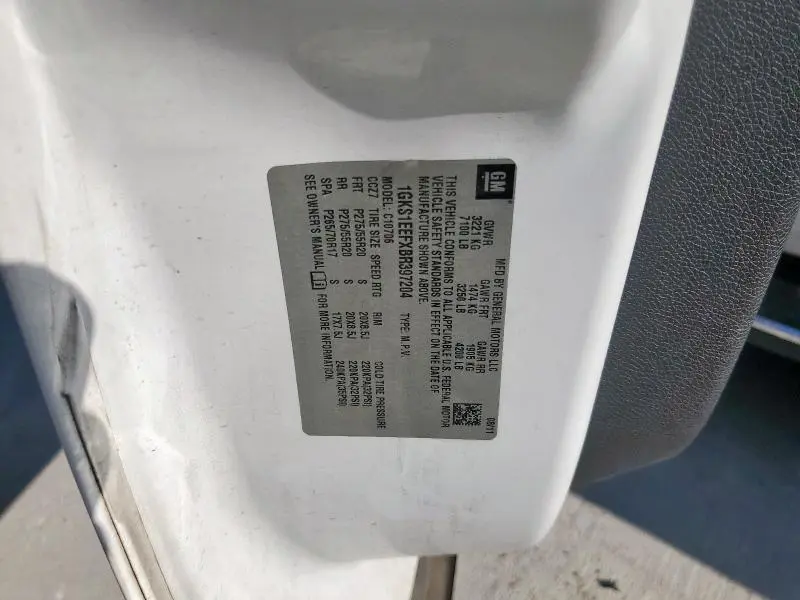 GM
MFD BY GENERAL MOTORS LLC
08/11
GVWR GAWR FRT GAWR RR
3221 KG 1474 KG 1905 KG
7100 LB 3250 LB 4200 LB
THIS VEHICLE CONFORMS TO ALL APPLICABLE U.S. FEDERAL MOTOR
VEHICLE SAFETY STANDARDS IN EFFECT ON THE DATE OF
MANUFACTURE SHOWN ABOVE.
1GKS1EEFXBR397204 TYPE: M.P.V.
MODEL: C10706
CCZ7 TIRE SIZE SPEED RTG RIM COLD TIRE PRESSURE
FRT P275/55R20 S 20X8.5J 220KPA(32PSI)
RR P275/55R20 S 20X8.5J 220KPA(32PSI)
SPA P265/70R17 S 17X7.5J 240KPA(35PSI)
SEE OWNER'S MANUAL FOR MORE INFORMATION.